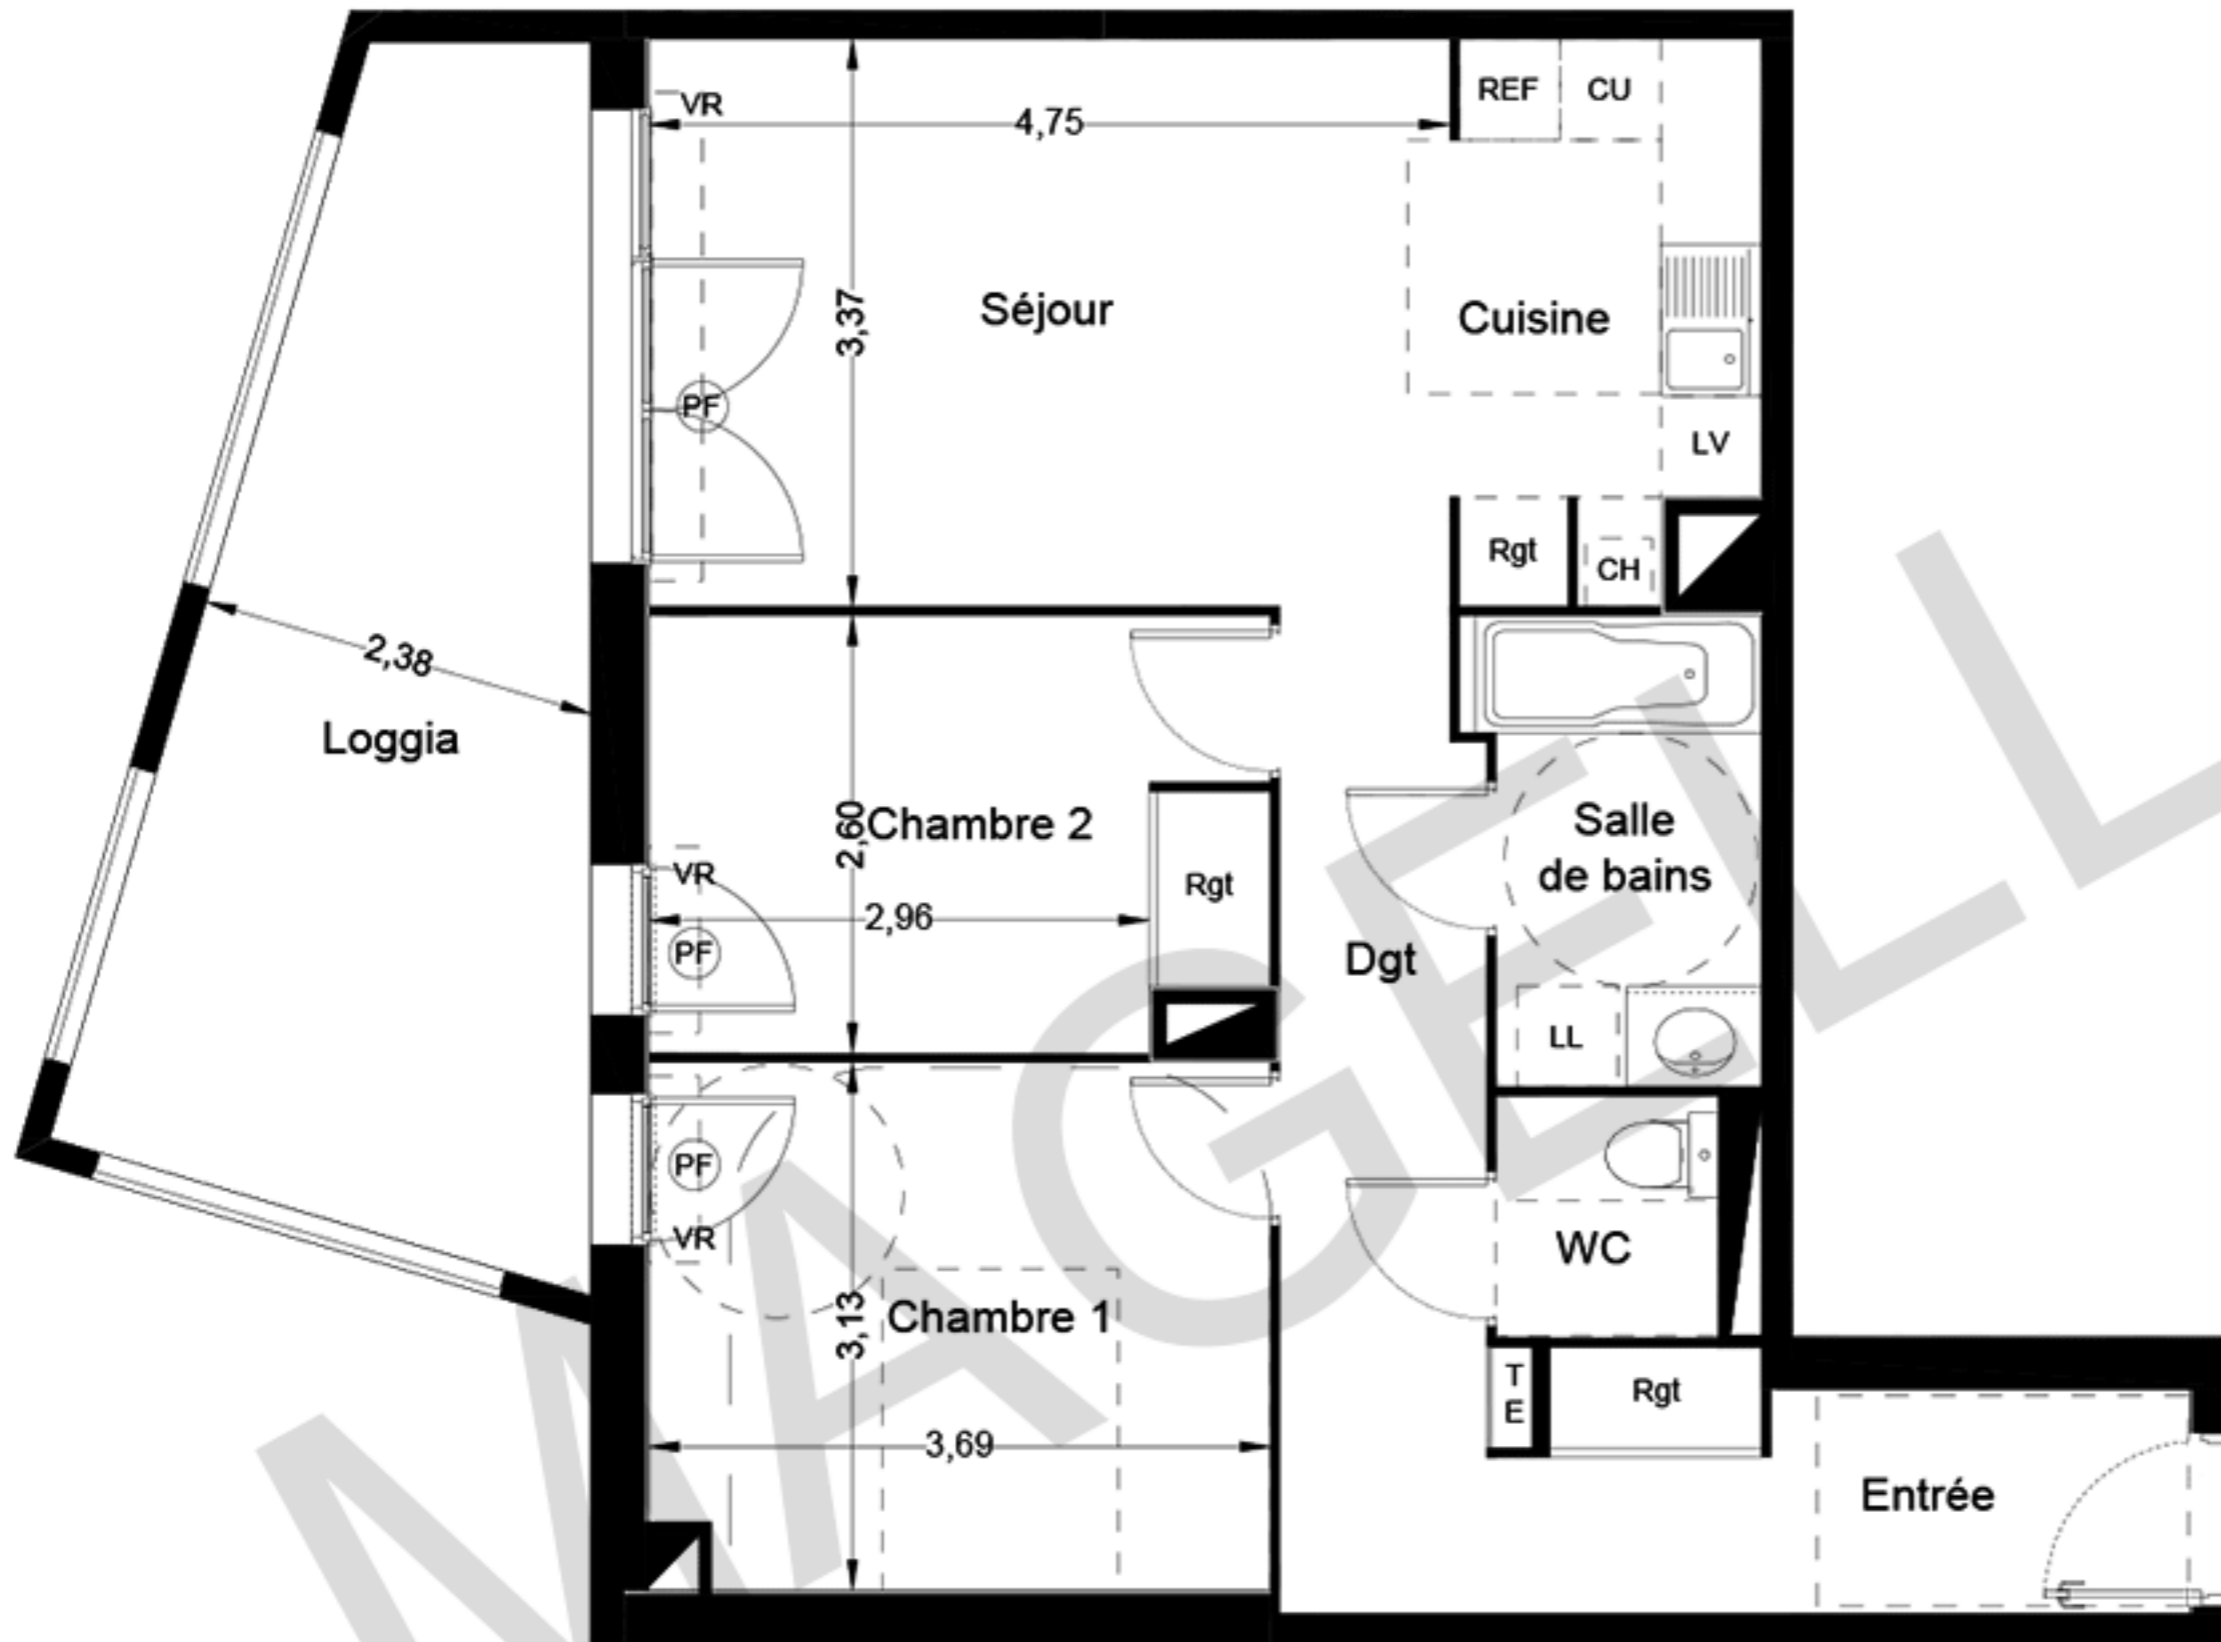 REF
CU
VR
4,75
3,37
Séjour
Cuisine
PF
LV
Rgt
CH
2,38
Loggia
2,60
Chambre 2
Salle
de bains
VR
Rgt
2,96
PF
Dgt
LL
PF
VR
WC
3,13
Chambre 1
T
E
Rgt
3,69
Entrée
MAGELL